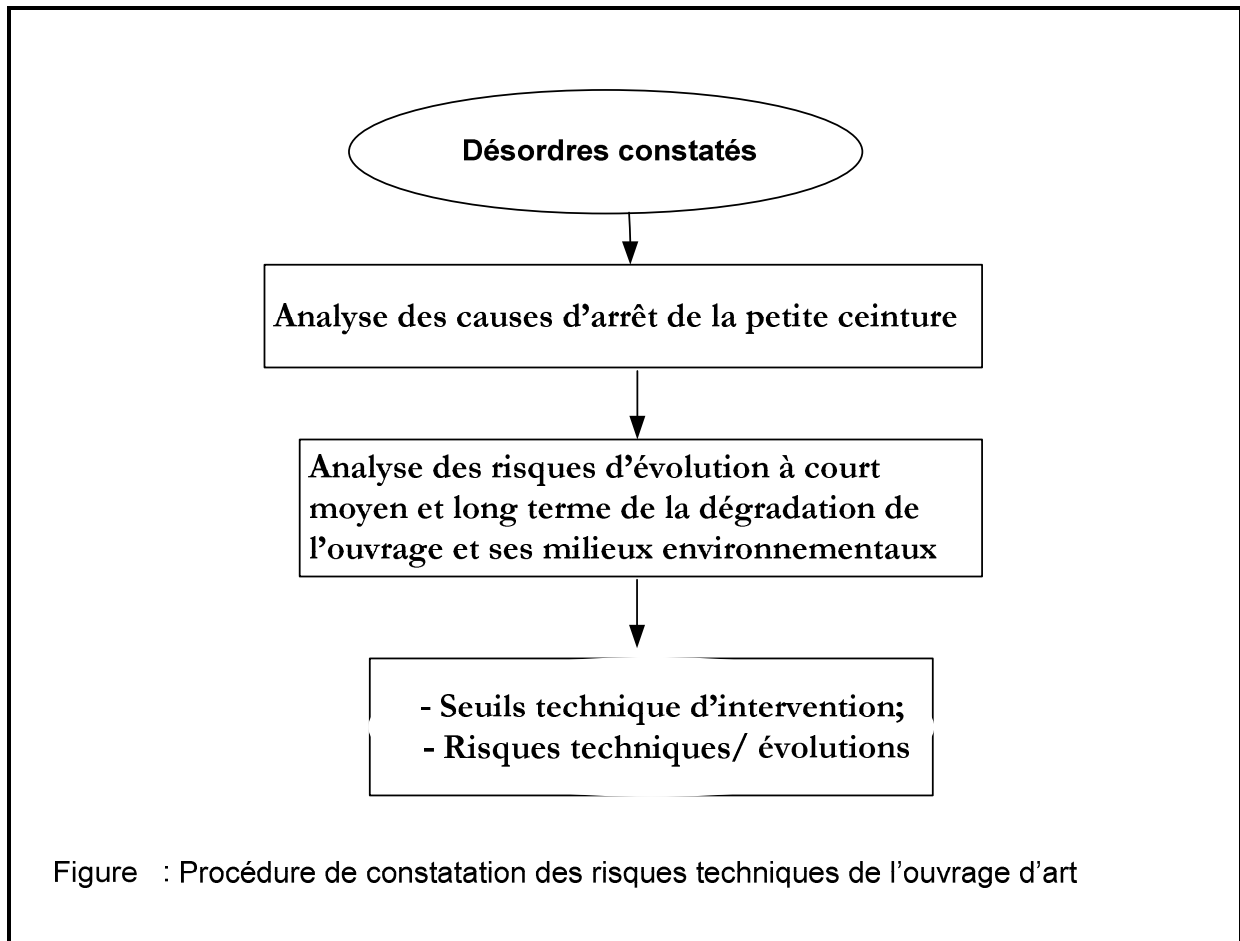 Désordres constatés
Analyse des causes d’arrêt de la petite ceinture
Analyse des risques d’évolution à court
moyen et long terme de la dégradation de
l’ouvrage et ses milieux environnementaux
- Seuils technique d’intervention;
- Risques techniques/ évolutions
Figure : Procédure de constatation des risques techniques de l’ouvrage d’art